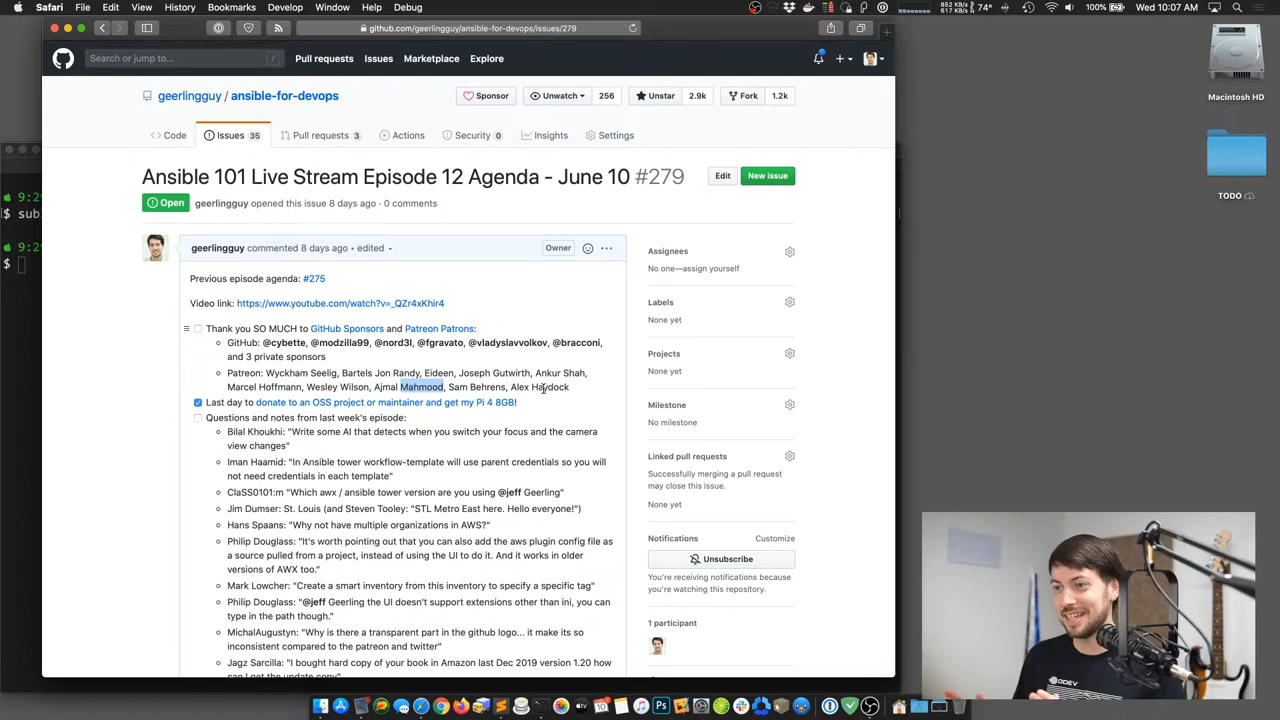 Safari File Edit View History Bookmarks Develop Window Help Debug
100% Wed 10:07 AM
github.com/geerlingguy/ansible-for-devops/issues/279
Search or jump to... /
Pull requests Issues Marketplace Explore
geerlingguy / ansible-for-devops
Sponsor Unwatch 256 Unstar 2.9k Fork 1.2k
Code Issues 35 Pull requests 3 Actions Security 0 Insights Settings
Ansible 101 Live Stream Episode 12 Agenda - June 10 #279
Edit New issue
Open geerlingguy opened this issue 8 days ago · 0 comments
geerlingguy commented 8 days ago • edited
Owner
Previous episode agenda: #275
Video link: https://www.youtube.com/watch?v=_QZr4xKhir4
Thank you SO MUCH to GitHub Sponsors and Patreon Patrons:
GitHub: @cybette, @modzilla99, @nord3l, @fgravato, @vladyslavvolkov, @bracconi,
and 3 private sponsors
Patreon: Wyckham Seelig, Bartels Jon Randy, Eideen, Joseph Gutwirth, Ankur Shah,
Marcel Hoffmann, Wesley Wilson, Ajmal Mahmood, Sam Behrens, Alex Haydock
Last day to donate to an OSS project or maintainer and get my Pi 4 8GB!
Questions and notes from last week's episode:
Bilal Khoukhi: "Write some AI that detects when you switch your focus and the camera
view changes"
Iman Haamid: "In Ansible tower workflow-template will use parent credentials so you will
not need credentials in each template"
ClaSS0101:m "Which awx / ansible tower version are you using @jeff Geerling"
Jim Dumser: St. Louis (and Steven Tooley: "STL Metro East here. Hello everyone!")
Hans Spaans: "Why not have multiple organizations in AWS?"
Philip Douglass: "It's worth pointing out that you can also add the aws plugin config file as
a source pulled from a project, instead of using the UI to do it. And it works in older
versions of AWX too."
Mark Lowcher: "Create a smart inventory from this inventory to specify a specific tag"
Philip Douglass: "@jeff Geerling the UI doesn't support extensions other than ini, you can
type in the path though."
MichalAugustyn: "Why is there a transparent part in the github logo... it make its so
inconsistent compared to the patreon and twitter"
Jagz Sarcilla: "I bought hard copy of your book in Amazon last Dec 2019 version 1.20 how
can I get the update copy"
Assignees
No one—assign yourself
Labels
None yet
Projects
None yet
Milestone
No milestone
Linked pull requests
Successfully merging a pull request
may close this issue.
None yet
Notifications Customize
Unsubscribe
You're receiving notifications because
you're watching this repository.
1 participant
Macintosh HD
TODO
$ sub
$